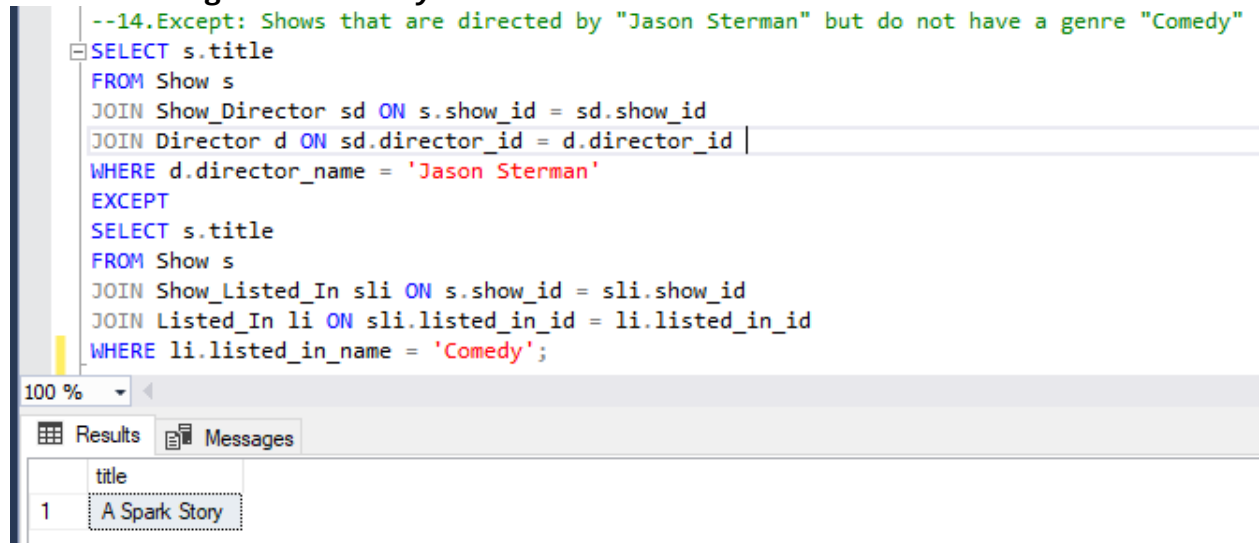 --14.Except: Shows that are directed by "Jason Sterman" but do not have a genre "Comedy"
SELECT s.title
FROM Show s
JOIN Show_Director sd ON s.show_id = sd.show_id
JOIN Director d ON sd.director_id = d.director_id
WHERE d.director_name = 'Jason Sterman'
EXCEPT
SELECT s.title
FROM Show s
JOIN Show_Listed_In sli ON s.show_id = sli.show_id
JOIN Listed_In li ON sli.listed_in_id = li.listed_in_id
WHERE li.listed_in_name = 'Comedy';
100 %
Results Messages
title
1 A Spark Story